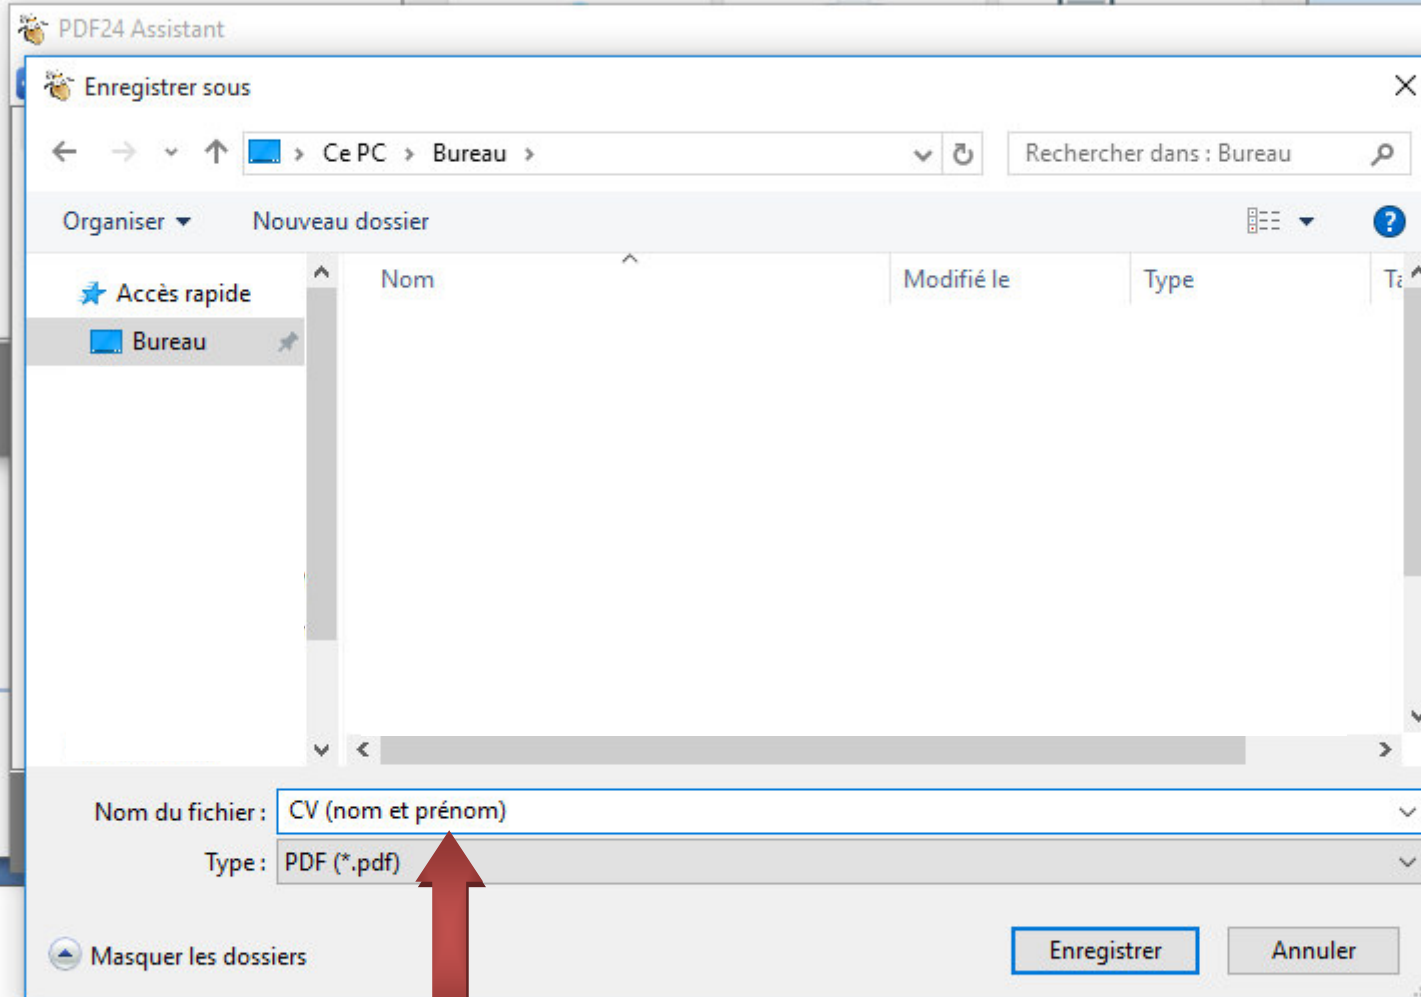 PDF24 Assistant
Enregistrer sous
Ce PC > Bureau >
Rechercher dans : Bureau
Organiser
Nouveau dossier
Accès rapide
Bureau
Nom
Modifié le
Type
Nom du fichier : CV (nom et prénom)
Type : PDF (*.pdf)
Masquer les dossiers
Enregistrer
Annuler